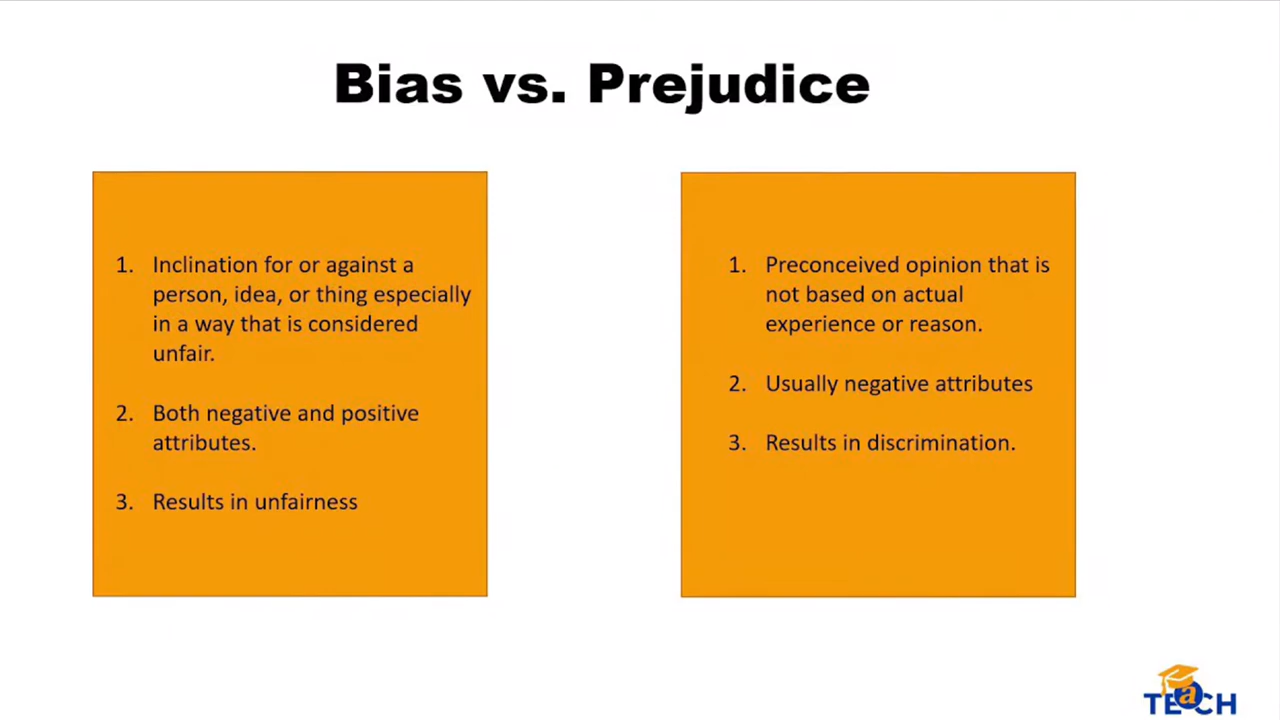 Bias vs. Prejudice
1. Inclination for or against a
person, idea, or thing especially
in a way that is considered
unfair.
2. Both negative and positive
attributes.
3. Results in unfairness
1. Preconceived opinion that is
not based on actual
experience or reason.
2. Usually negative attributes
3. Results in discrimination.
TEaCH